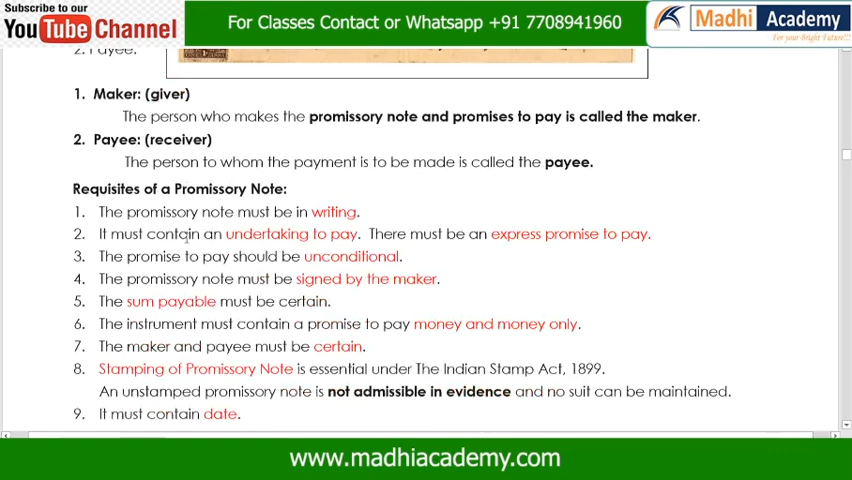 Subscribe to our
YouTube Channel
For Classes Contact or Whatsapp +91 7708941960
Madhi Academy
For your Bright Future!!!
2. Payee.
1. Maker: (giver)
The person who makes the promissory note and promises to pay is called the maker.
2. Payee: (receiver)
The person to whom the payment is to be made is called the payee.
Requisites of a Promissory Note:
1. The promissory note must be in writing.
2. It must contain an undertaking to pay. There must be an express promise to pay.
3. The promise to pay should be unconditional.
4. The promissory note must be signed by the maker.
5. The sum payable must be certain.
6. The instrument must contain a promise to pay money and money only.
7. The maker and payee must be certain.
8. Stamping of Promissory Note is essential under The Indian Stamp Act, 1899.
An unstamped promissory note is not admissible in evidence and no suit can be maintained.
9. It must contain date.
www.madhiacademy.com